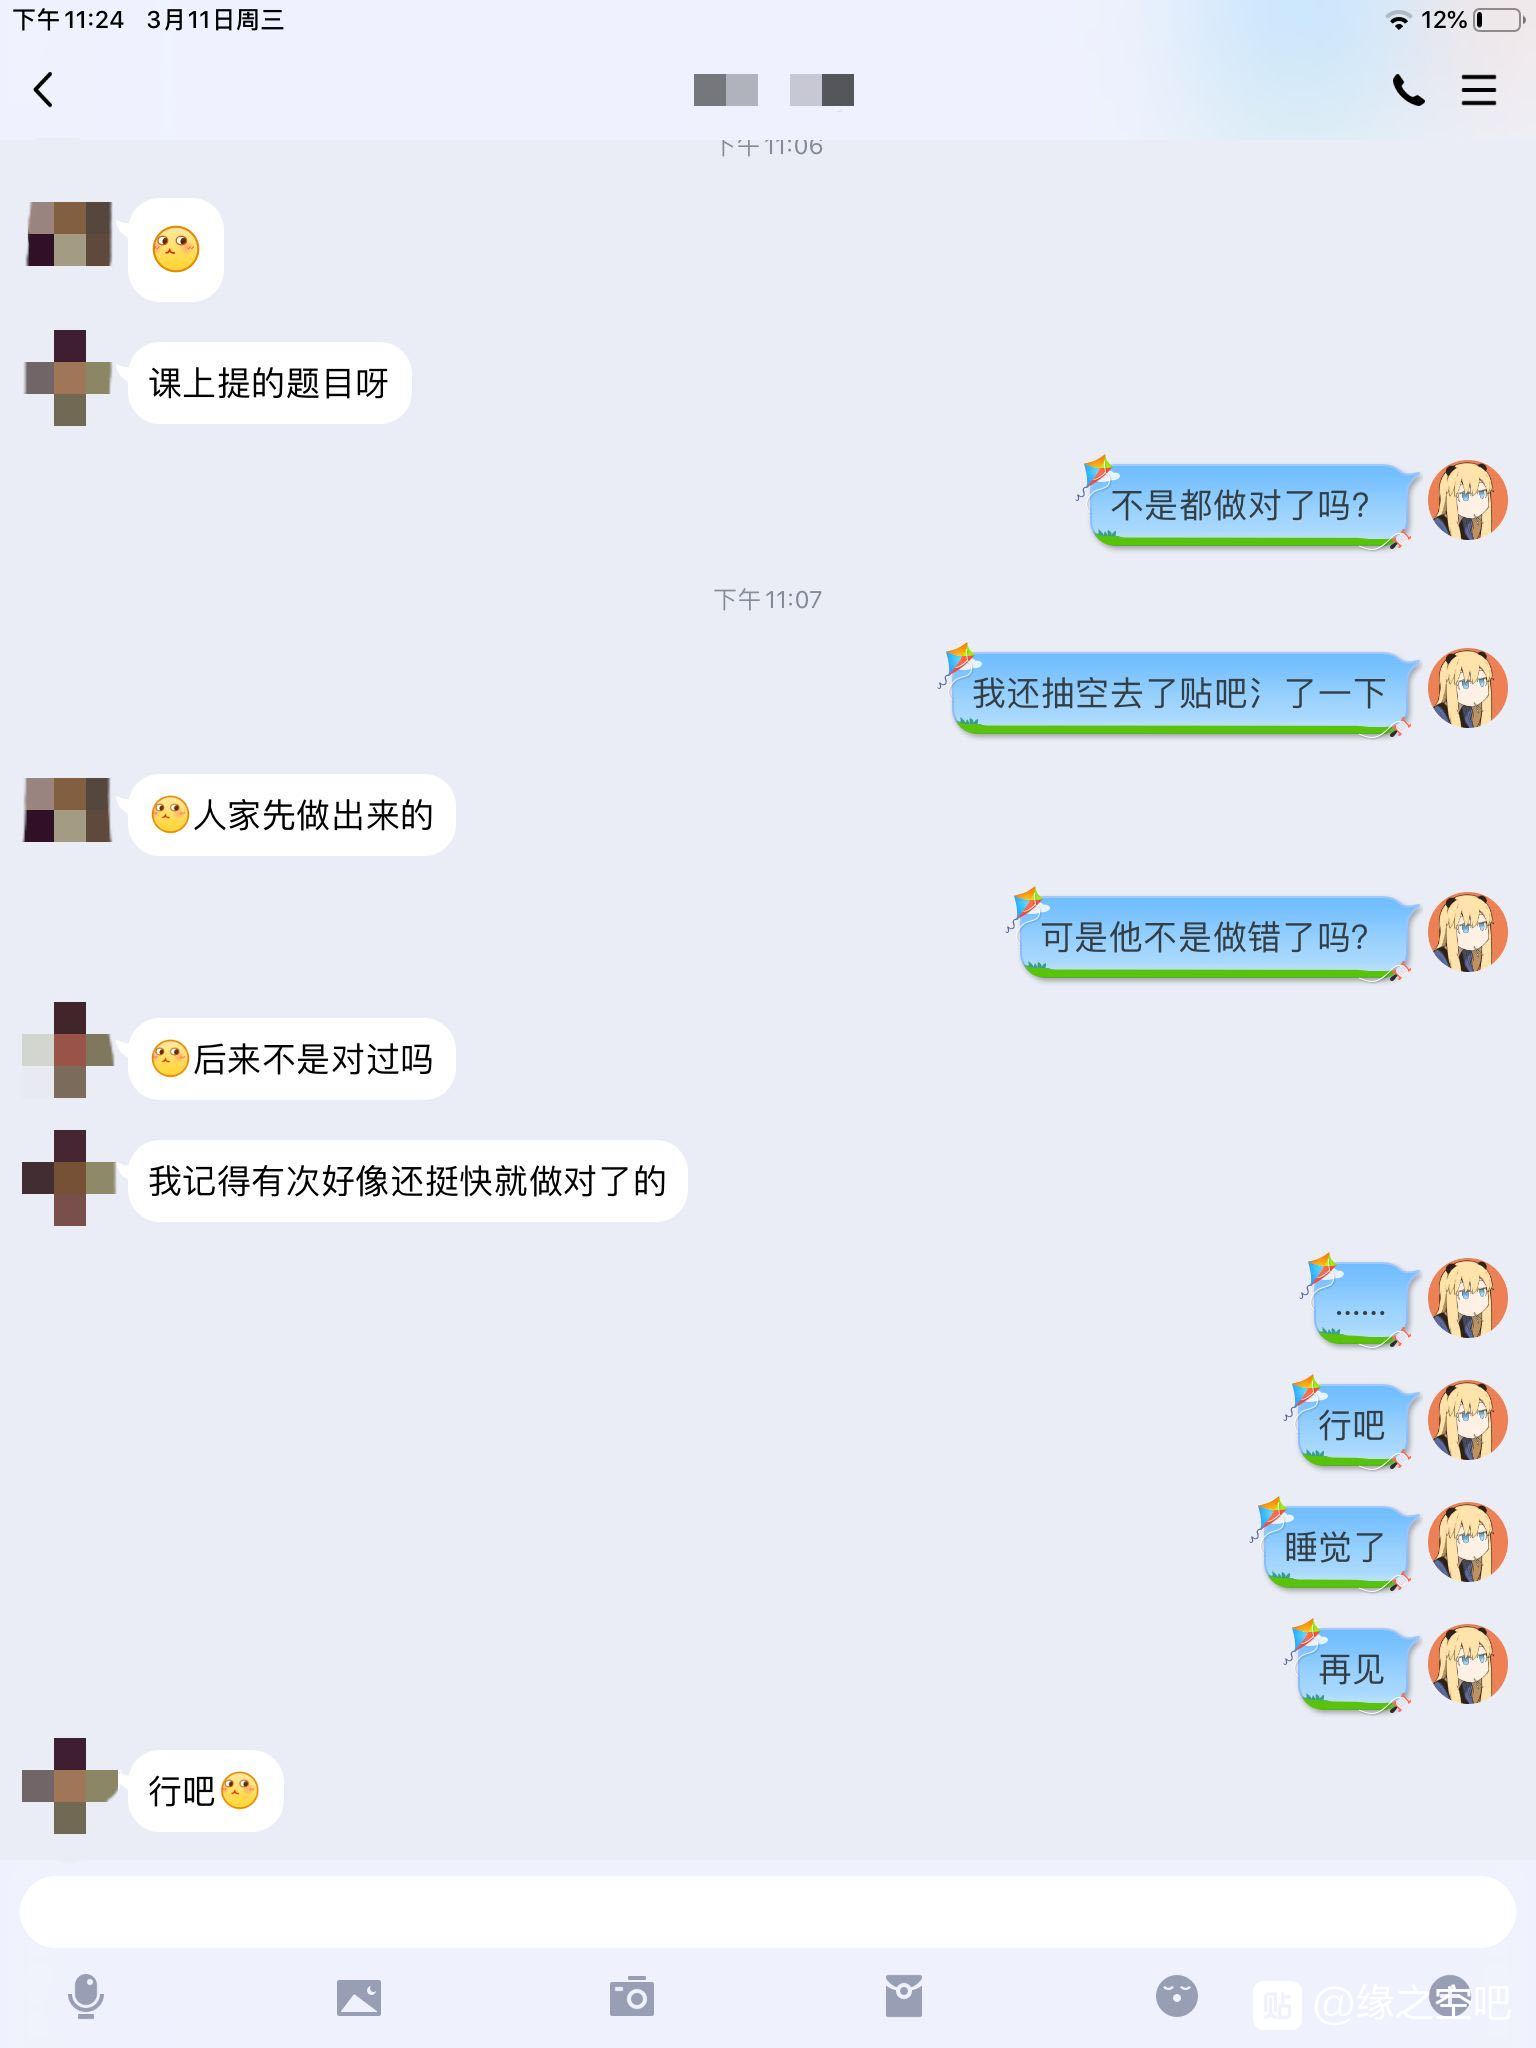 下午11:24 3月11日周三
12%
下午11:06
课上提的题目呀
不是都做对了吗?
下午11:07
我还抽空去了贴吧氵了一下
人家先做出来的
可是他不是做错了吗?
后来不是对过吗
我记得有次好像还挺快就做对了的
……
行吧
睡觉了
再见
行吧
贴 @缘之空吧